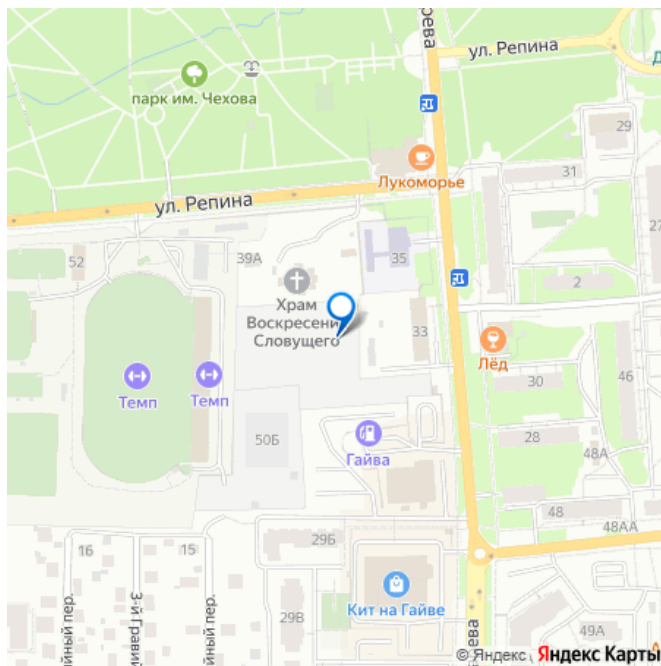 ул. Репина
парк им. Чехова
29
31
Лукоморье
ул. Репина
27
39А
35
52
2
Храм
Воскресени
Словущего
33
Лёд
Темп
Темп
30
46
50Б
Гайва
28
48А
48
48АА
29Б
16
15
Кит на Гайве
29В
49А
© Яндекс Яндекс Карты